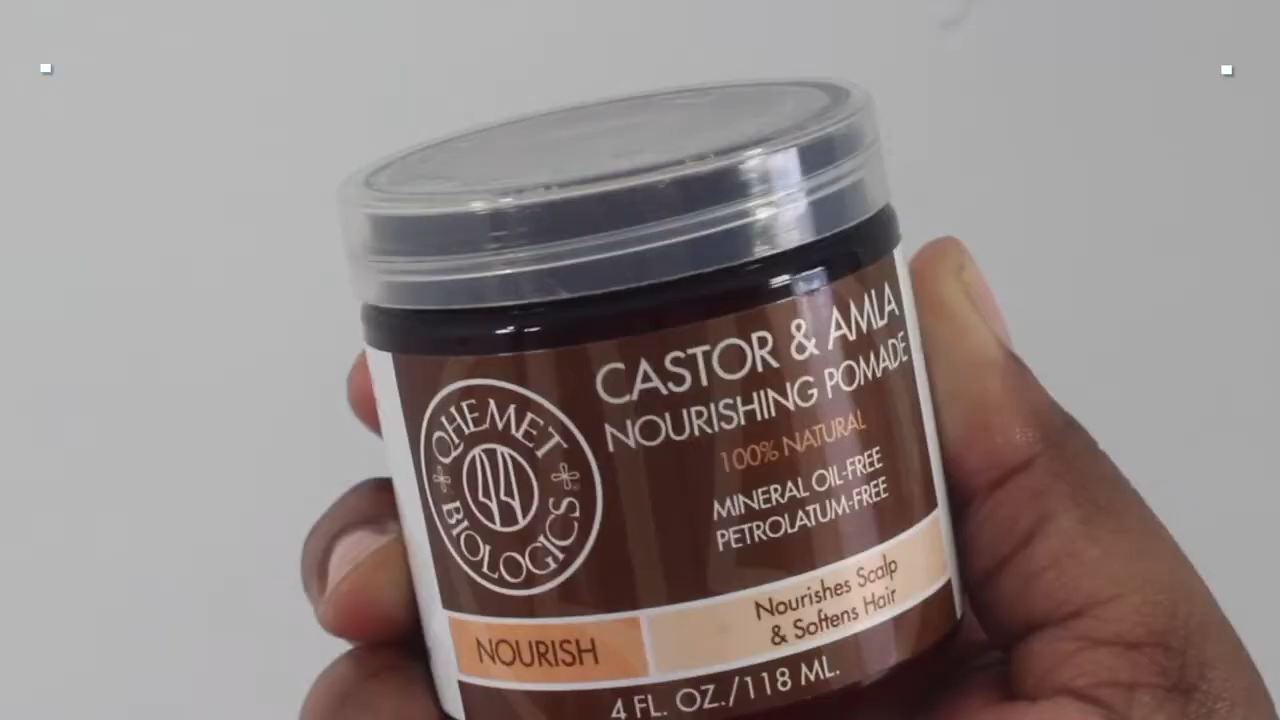 CASTOR & AMLA
NOURISHING POMADE
100% NATURAL
MINERAL OIL-FREE
PETROLATUM-FREE
QHEMET
BIOLOGICS
Nourishes Scalp
& Softens Hair
NOURISH
4 FL. OZ./118 ML.